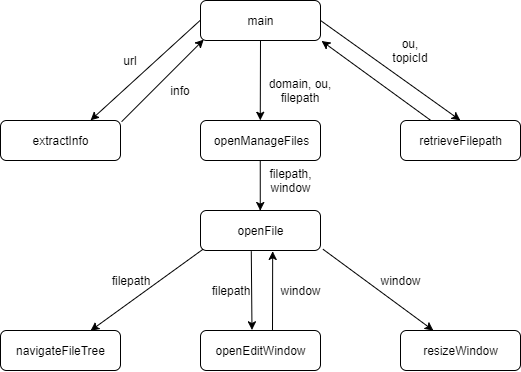 main
url
info
ou,
topicId
domain, ou,
filepath
extractInfo
openManageFiles
retrieveFilepath
filepath,
window
openFile
filepath
filepath
window
window
navigateFileTree
openEditWindow
resizeWindow